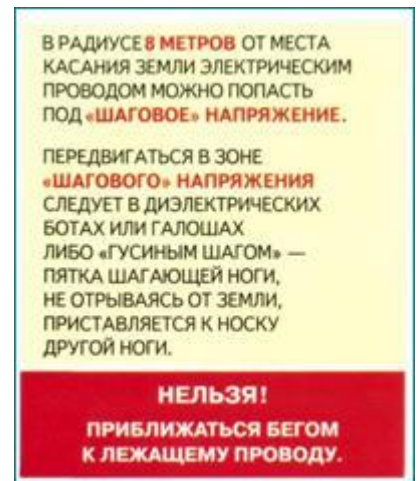 В РАДИУСЕ 8 МЕТРОВ ОТ МЕСТА
КАСАНИЯ ЗЕМЛИ ЭЛЕКТРИЧЕСКИМ
ПРОВОДОМ МОЖНО ПОПАСТЬ
ПОД «ШАГОВОЕ» НАПРЯЖЕНИЕ.
ПЕРЕДВИГАТЬСЯ В ЗОНЕ
«ШАГОВОГО» НАПРЯЖЕНИЯ
СЛЕДУЕТ В ДИЭЛЕКТРИЧЕСКИХ
БОТАХ ИЛИ ГАЛОШАХ
ЛИБО «ГУСИНЫМ ШАГОМ» —
ПЯТКА ШАГАЮЩЕЙ НОГИ,
НЕ ОТРЫВАЯСЬ ОТ ЗЕМЛИ,
ПРИСТАВЛЯЕТСЯ К НОСКУ
ДРУГОЙ НОГИ.
НЕЛЬЗЯ!
ПРИБЛИЖАТЬСЯ БЕГОМ
К ЛЕЖАЩЕМУ ПРОВОДУ.